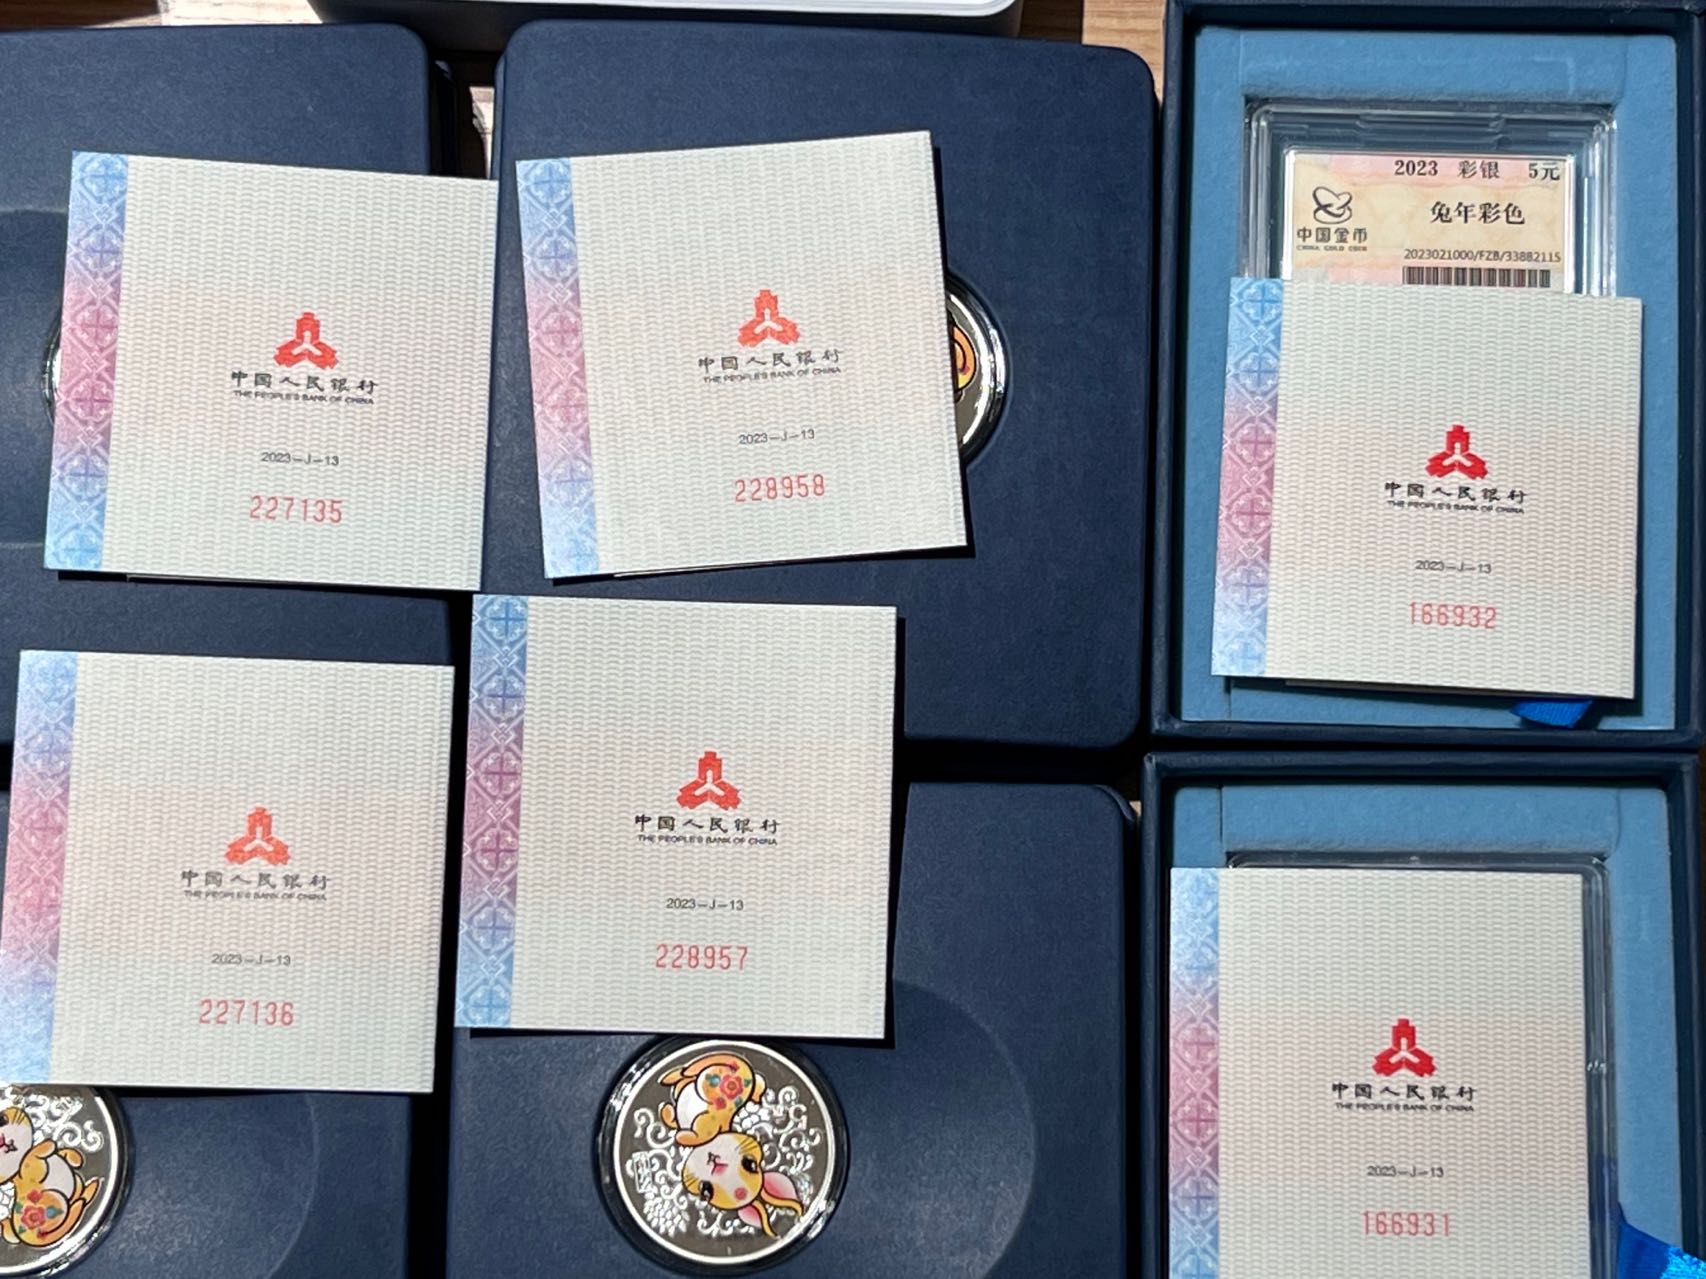 中国人民银行
THE PEOPLE'S BANK OF CHINA
2023-J-13
227135
中国人民银行
THE PEOPLE'S BANK OF CHINA
2023-J-13
228958
2023 彩银 5元
兔年彩色
中国金币
CHINA GOLD COIN
2023021000/FZB/33882115
中国人民银行
THE PEOPLE'S BANK OF CHINA
2023-J-13
166932
中国人民银行
THE PEOPLE'S BANK OF CHINA
2023-J-13
227136
中国人民银行
THE PEOPLE'S BANK OF CHINA
2023-J-13
228957
中国人民银行
THE PEOPLE'S BANK OF CHINA
2023-J-13
166931